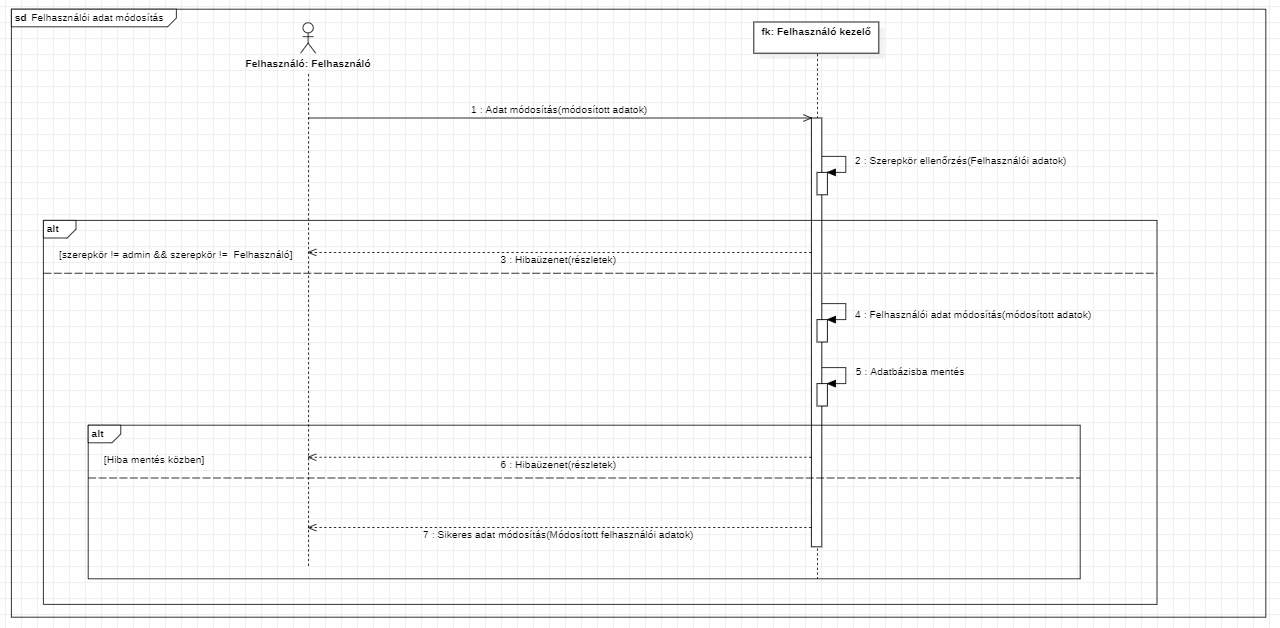 sd Felhasználói adat módosítás
Felhasználó: Felhasználó
fk: Felhasználó kezelő
1 : Adat módosítás(módosított adatok)
2 : Szerepkör ellenőrzés(Felhasználói adatok)
alt
[szerepkör != admin && szerepkör != Felhasználó]
3 : Hibaüzenet(részletek)
4 : Felhasználói adat módosítás(módosított adatok)
5 : Adatbázisba mentés
alt
[Hiba mentés közben]
6 : Hibaüzenet(részletek)
7 : Sikeres adat módosítás(Módosított felhasználói adatok)